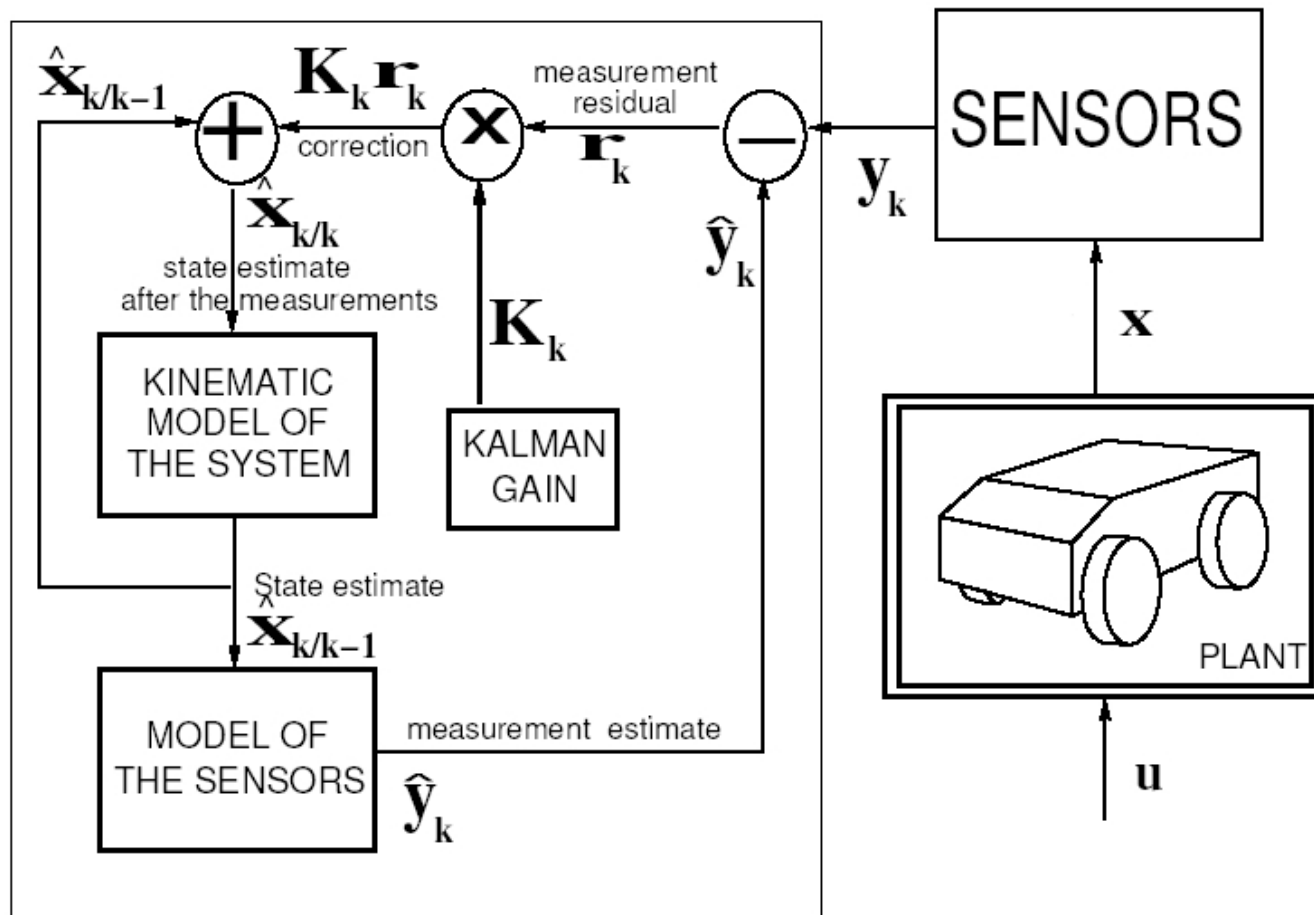 x̂k/k−1
Kk rk
correction
measurement
residual
rk
SENSORS
yk
ŷk
x
x̂k/k
state estimate
after the measurements
Kk
KINEMATIC
MODEL OF
THE SYSTEM
KALMAN
GAIN
State estimate
x̂k/k−1
MODEL OF
THE SENSORS
measurement estimate
ŷk
PLANT
u
+
x
−